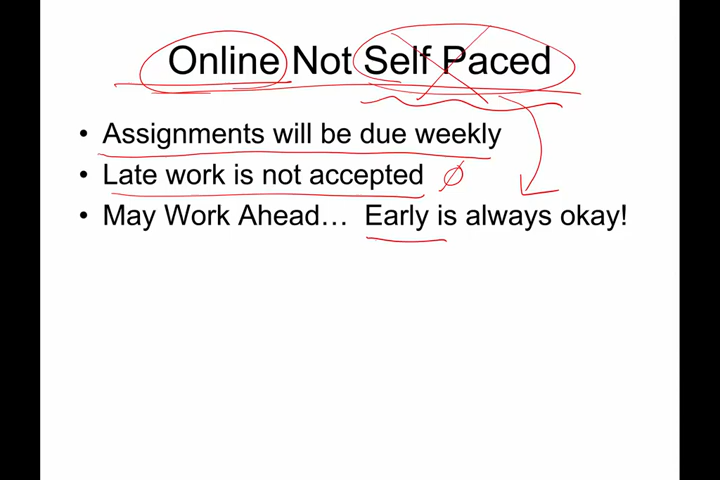 Online Not Self Paced
• Assignments will be due weekly
• Late work is not accepted ∅
• May Work Ahead… Early is always okay!